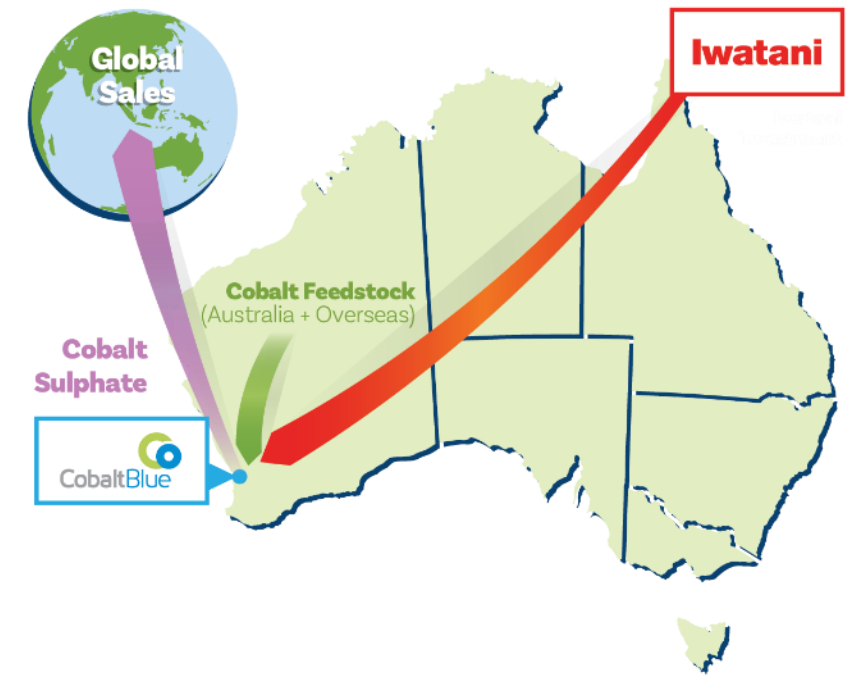 Global
Sales
Iwatani
Cobalt Feedstock
(Australia + Overseas)
Cobalt
Sulphate
CobaltBlue